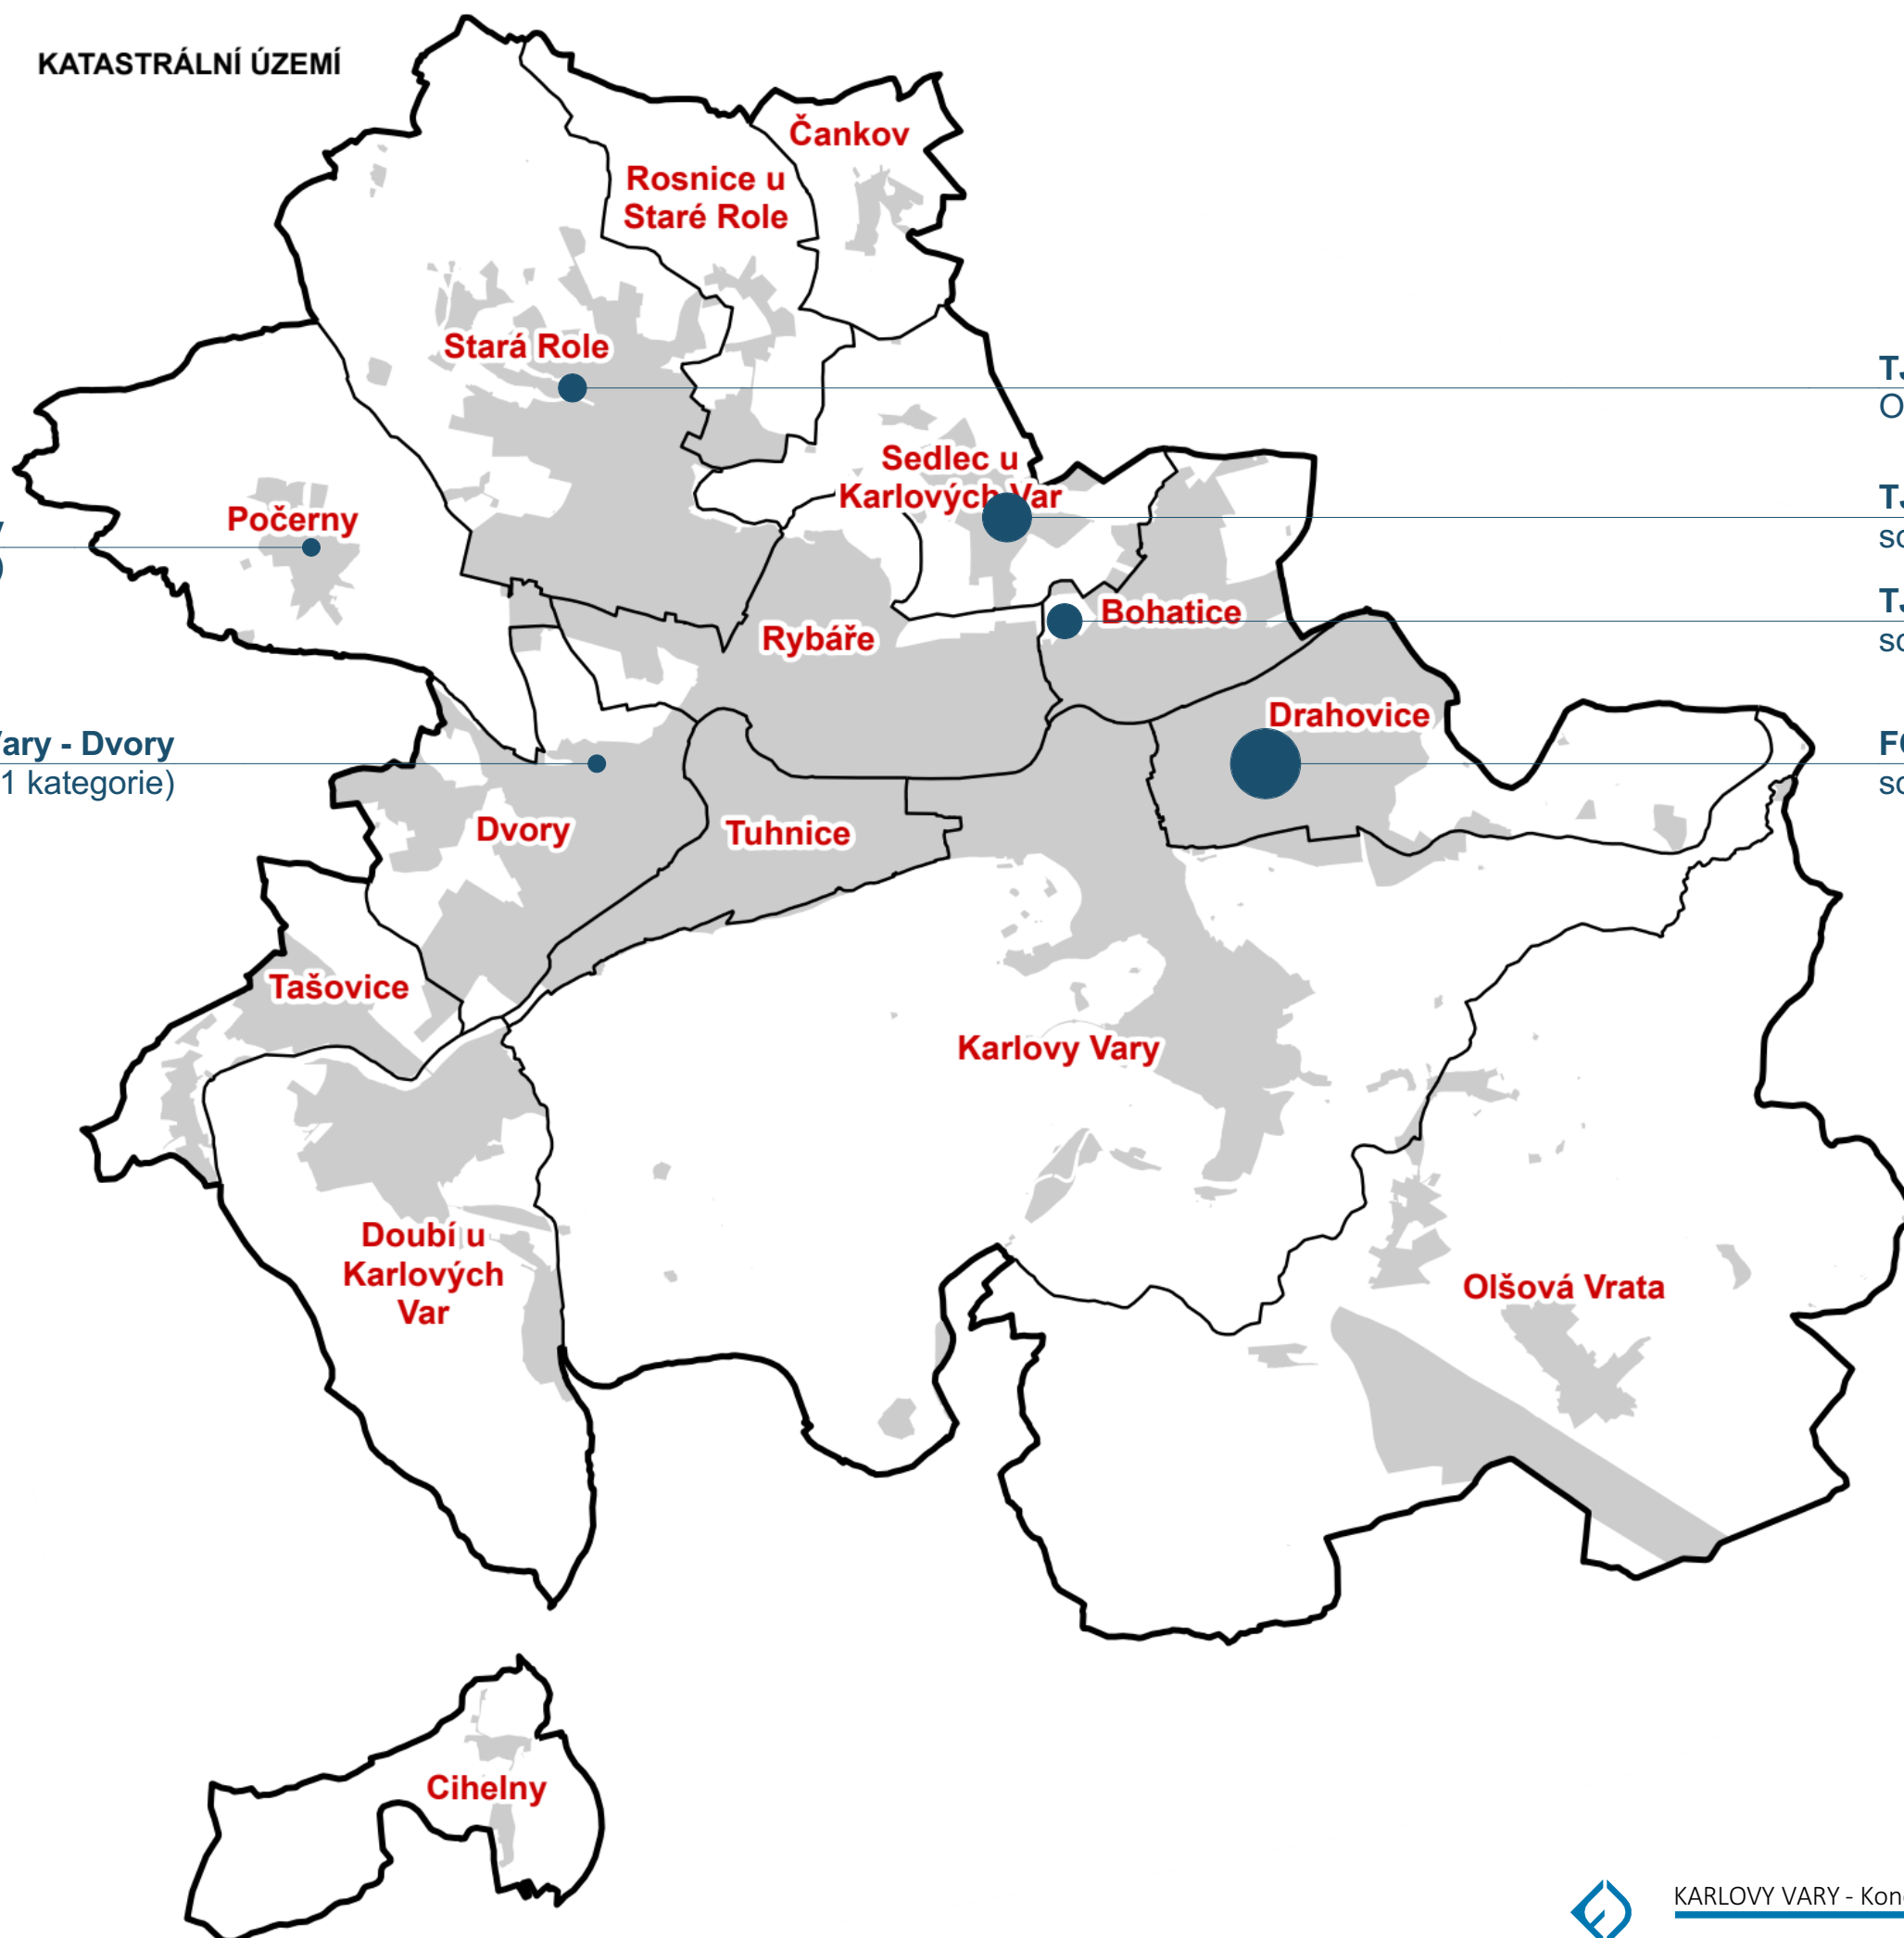 KATASTRÁLNÍ ÚZEMÍ
Čankov
Rosnice u
Staré Role
Stará Role
Sedlec u
Karlových Var
Počerny
Bohatice
Rybáře
Drahovice
Vary - Dvory
1 kategorie)
Dvory
Tuhnice
Tašovice
Karlovy Vary
Doubí u
Karlových
Var
Olšová Vrata
Cihelny
KARLOVY VARY - Kon